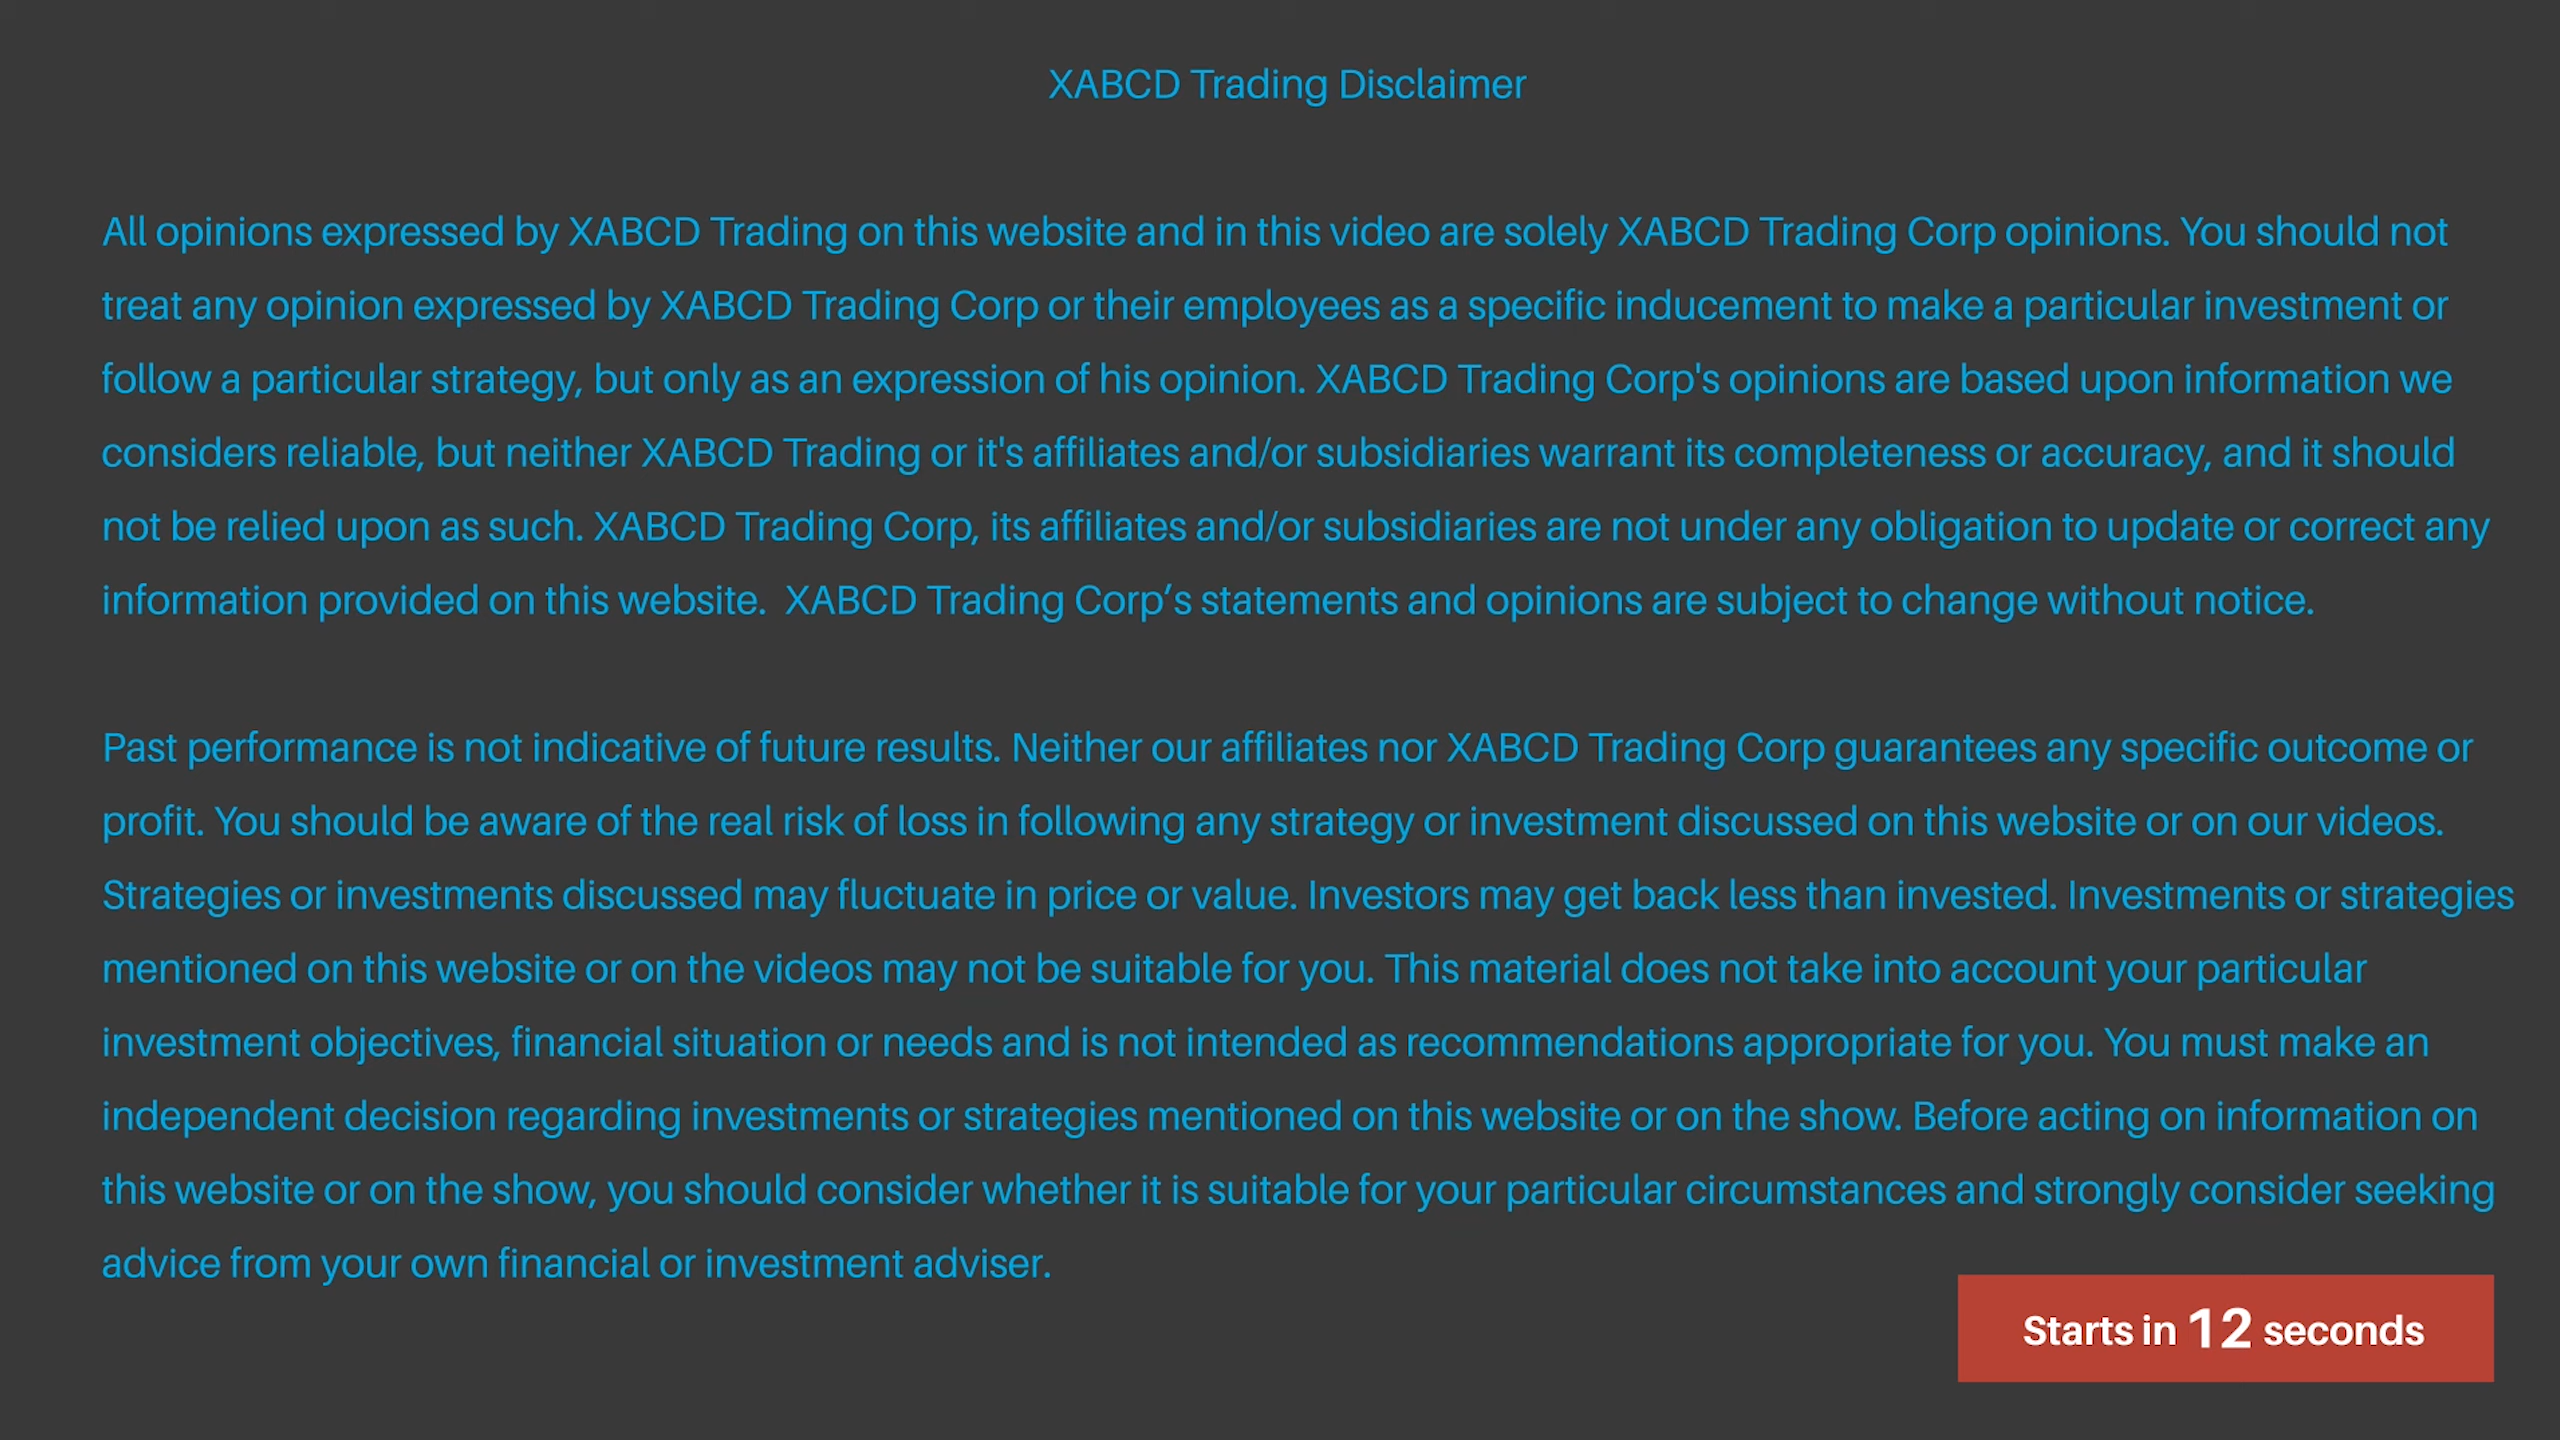 XABCD Trading Disclaimer
All opinions expressed by XABCD Trading on this website and in this video are solely XABCD Trading Corp opinions. You should not
treat any opinion expressed by XABCD Trading Corp or their employees as a specific inducement to make a particular investment or
follow a particular strategy, but only as an expression of his opinion. XABCD Trading Corp's opinions are based upon information we
considers reliable, but neither XABCD Trading or it's affiliates and/or subsidiaries warrant its completeness or accuracy, and it should
not be relied upon as such. XABCD Trading Corp, its affiliates and/or subsidiaries are not under any obligation to update or correct any
information provided on this website.  XABCD Trading Corp’s statements and opinions are subject to change without notice.
Past performance is not indicative of future results. Neither our affiliates nor XABCD Trading Corp guarantees any specific outcome or
profit. You should be aware of the real risk of loss in following any strategy or investment discussed on this website or on our videos.
Strategies or investments discussed may fluctuate in price or value. Investors may get back less than invested. Investments or strategies
mentioned on this website or on the videos may not be suitable for you. This material does not take into account your particular
investment objectives, financial situation or needs and is not intended as recommendations appropriate for you. You must make an
independent decision regarding investments or strategies mentioned on this website or on the show. Before acting on information on
this website or on the show, you should consider whether it is suitable for your particular circumstances and strongly consider seeking
advice from your own financial or investment adviser.
Starts in 12 seconds